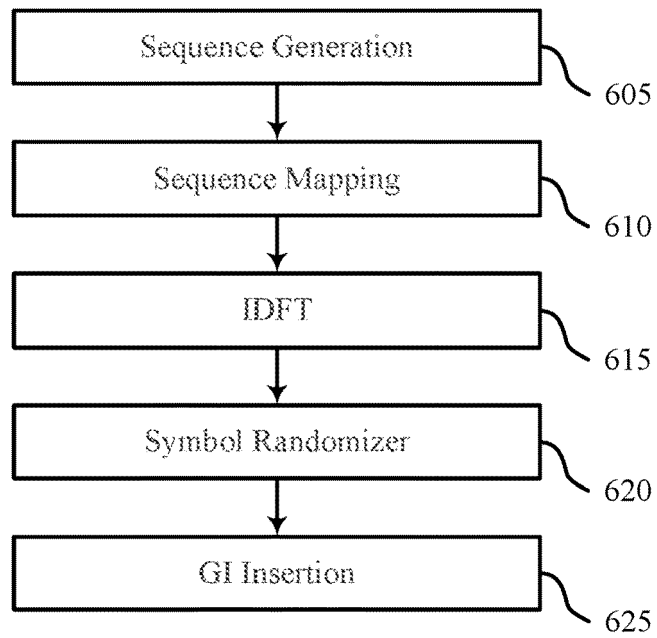 Sequence Generation
605
Sequence Mapping
610
IDFT
615
Symbol Randomizer
620
GI Insertion
625